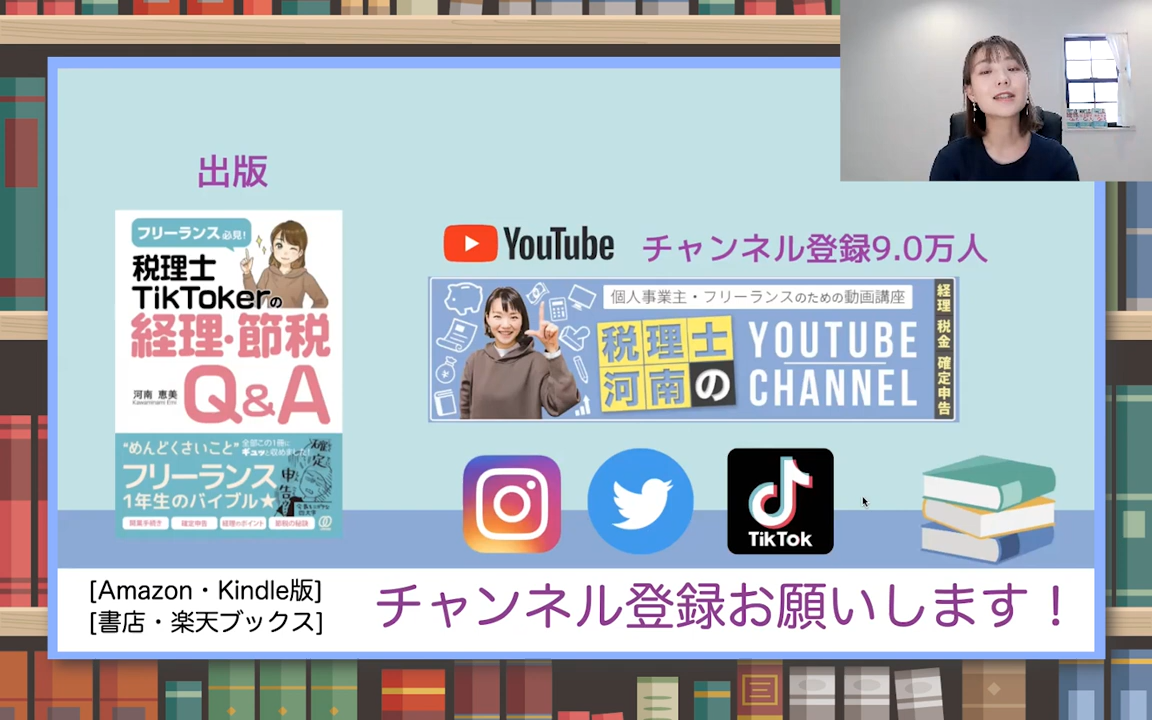 出版
フリーランス必見!
税理士
TikTokerの
経理・節税
Q&A
河南 恵美
Kawanami Emi
"めんどくさいこと"
全部この1冊に
ギュッと収めました!
フリーランス
1年生のバイブル★
確定申告
開業手続き
確定申告
経理のポイント
節税の秘訣
[Amazon・Kindle版]
[書店・楽天ブックス]
YouTube チャンネル登録9.0万人
個人事業主・フリーランスのための動画講座
税理士
河南の
YOUTUBE
CHANNEL
経理 税金 確定申告
TikTok
チャンネル登録お願いします！